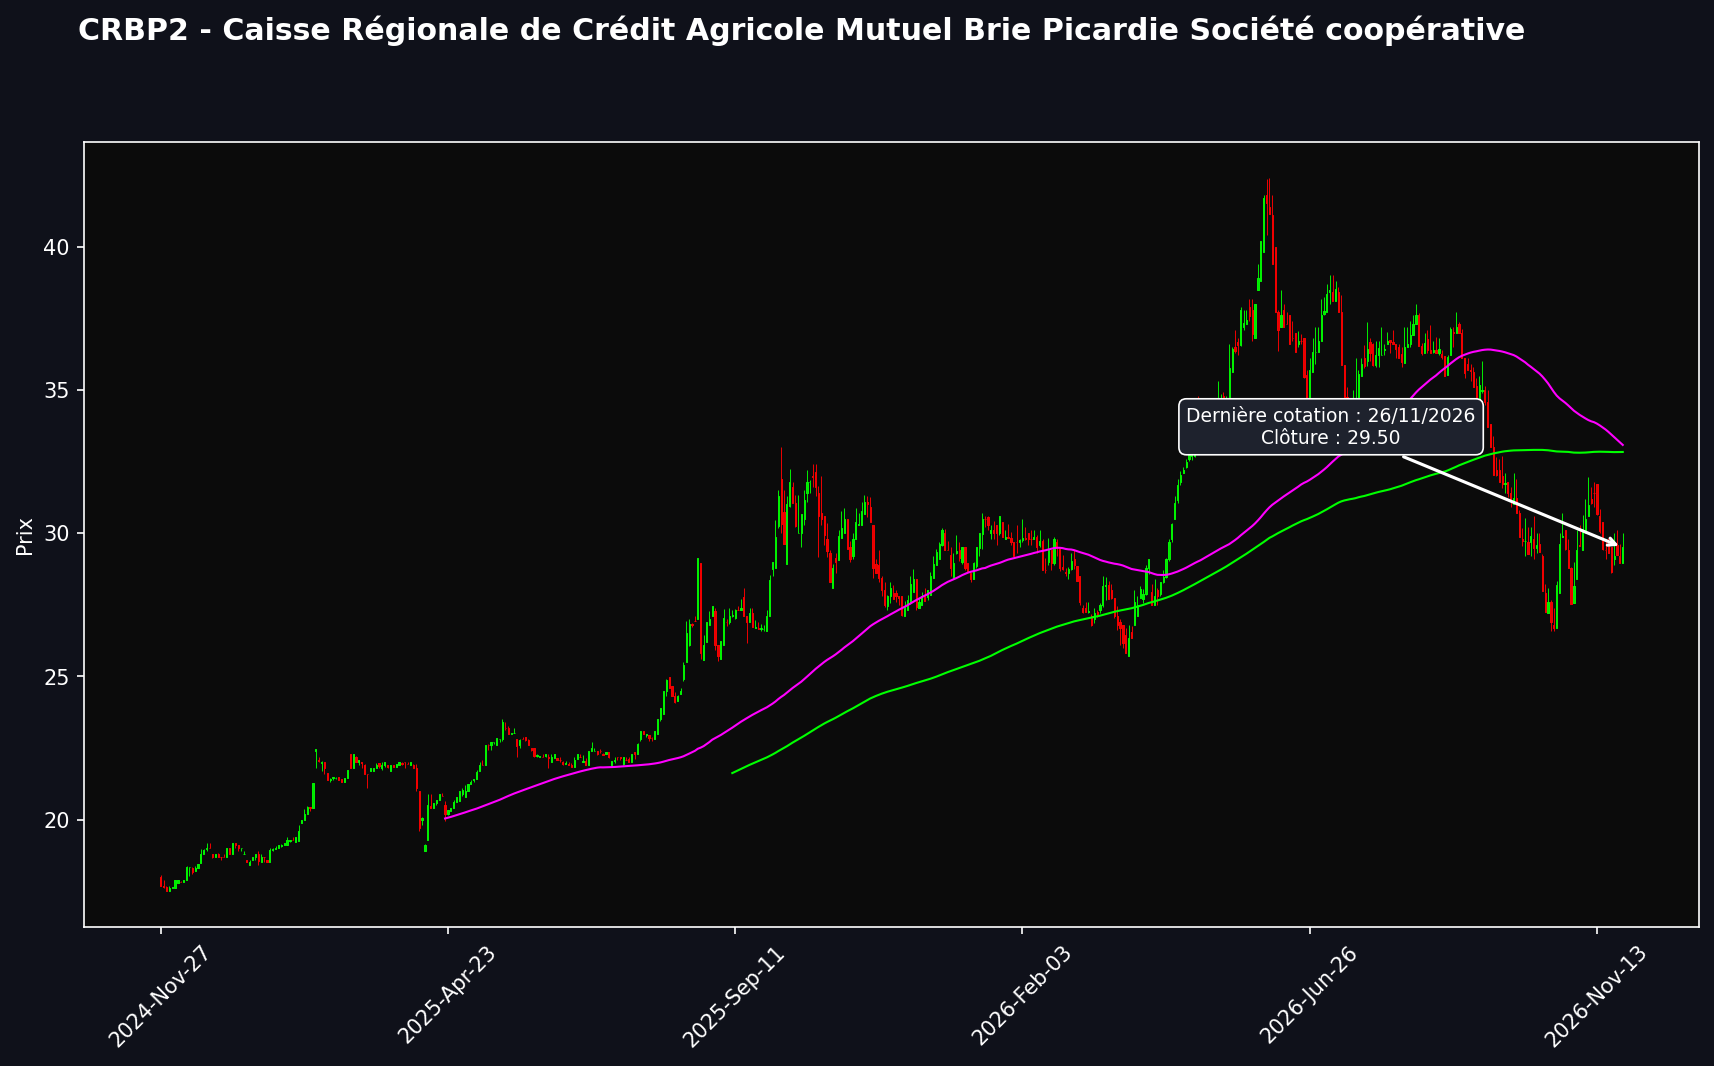 CRBP2 - Caisse Régionale de Crédit Agricole Mutuel Brie Picardie Société coopérative
40
35
30
25
20
Prix
Dernière cotation : 26/11/2026
Clôture : 29.50
2024-Nov-27
2025-Apr-23
2025-Sep-11
2026-Feb-03
2026-Jun-26
2026-Nov-13